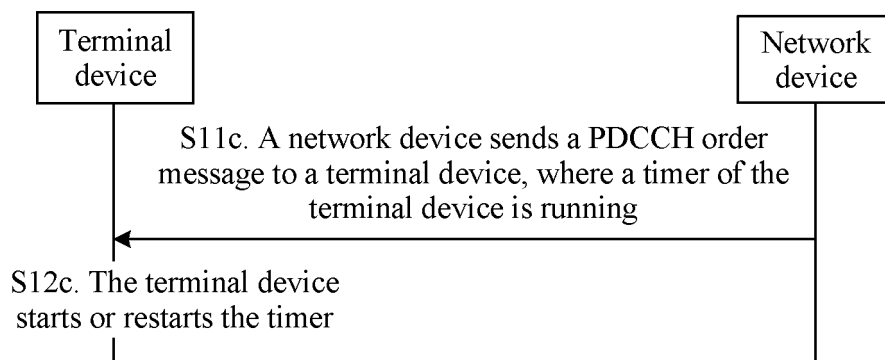 Terminal
device
Network
device
S11c. A network device sends a PDCCH order
message to a terminal device, where a timer of the
terminal device is running
S12c. The terminal device
starts or restarts the timer